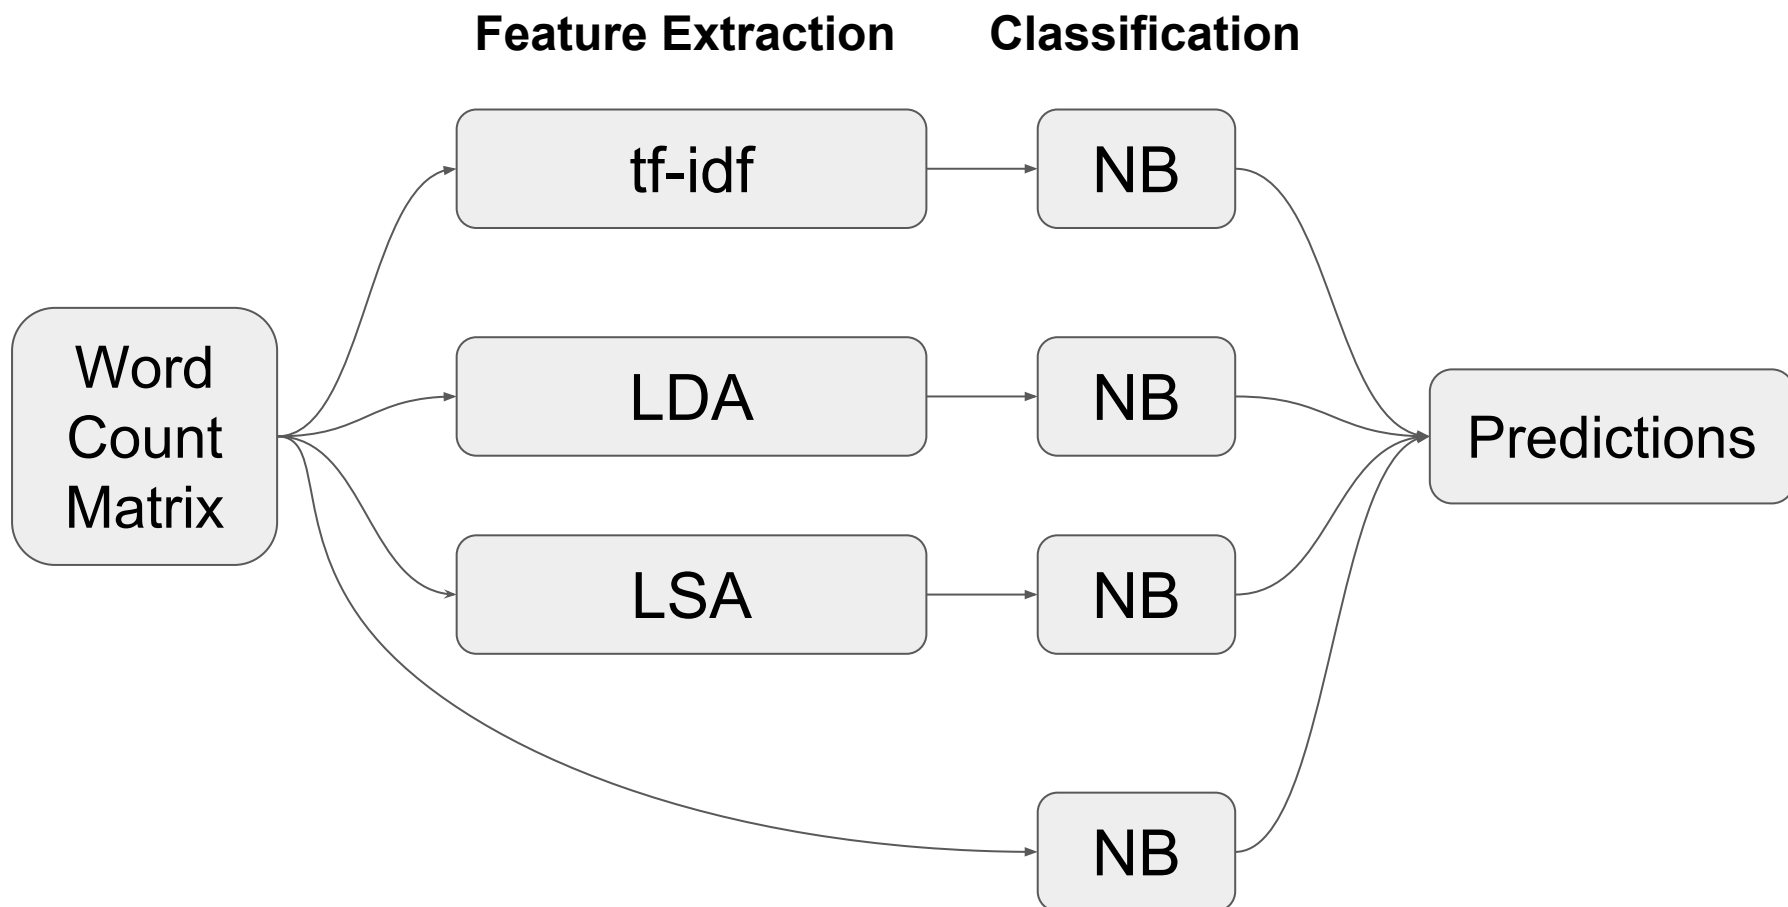 Feature Extraction
Classification
tf-idf
NB
Word
Count
Matrix
LDA
NB
Predictions
LSA
NB
NB